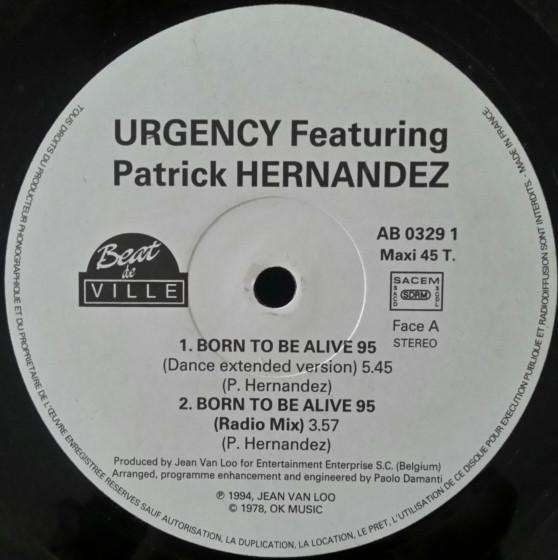 URGENCY Featuring
Patrick HERNANDEZ
AB 0329 1
Maxi 45 T.
Beat
de
VILLE
SACEM
SACD
SDRM
SGDL
Face A
STEREO
1. BORN TO BE ALIVE 95
(Dance extended version) 5.45
(P. Hernandez)
2. BORN TO BE ALIVE 95
(Radio Mix) 3.57
(P. Hernandez)
Produced by Jean Van Loo for Entertainment Enterprise S.C. (Belgium)
Arranged, programme enhancement and engineered by Paolo Damanti
℗ 1994, JEAN VAN LOO
© 1978, OK MUSIC
TOUS DROITS DU PRODUCTEUR PHONOGRAPHIQUE ET DU PROPRIETAIRE DE L'ŒUVRE ENREGISTREE RESERVES SAUF AUTORISATION, LA DUPLICATION, LA LOCATION, LE PRET, L'UTILISATION DE CE DISQUE POUR EXECUTION PUBLIQUE ET RADIODIFFUSION SONT INTERDITS. - MADE IN FRANCE.